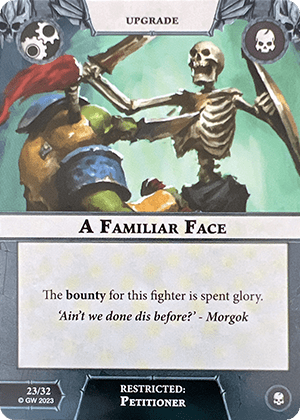 UPGRADE
A Familiar Face
The bounty for this fighter is spent glory.
'Ain't we done dis before?' - Morgok
23/32
© GW 2023
RESTRICTED:
PETITIONER